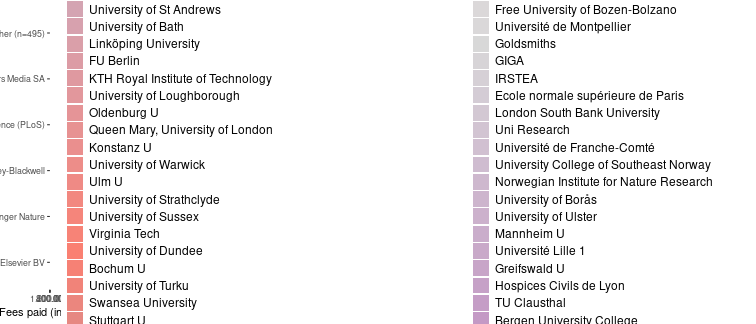 her (n=495)
rs Media SA
ence (PLoS)
ey-Blackwell
nger Nature
Elsevier BV
Fees paid (in
University of St Andrews
University of Bath
Linköping University
FU Berlin
KTH Royal Institute of Technology
University of Loughborough
Oldenburg U
Queen Mary, University of London
Konstanz U
University of Warwick
Ulm U
University of Strathclyde
University of Sussex
Virginia Tech
University of Dundee
Bochum U
University of Turku
Swansea University
Stuttgart U
Free University of Bozen-Bolzano
Université de Montpellier
Goldsmiths
GIGA
IRSTEA
Ecole normale supérieure de Paris
London South Bank University
Uni Research
Université de Franche-Comté
University College of Southeast Norway
Norwegian Institute for Nature Research
University of Borås
University of Ulster
Mannheim U
Université Lille 1
Greifswald U
Hospices Civils de Lyon
TU Clausthal
Bergen University College